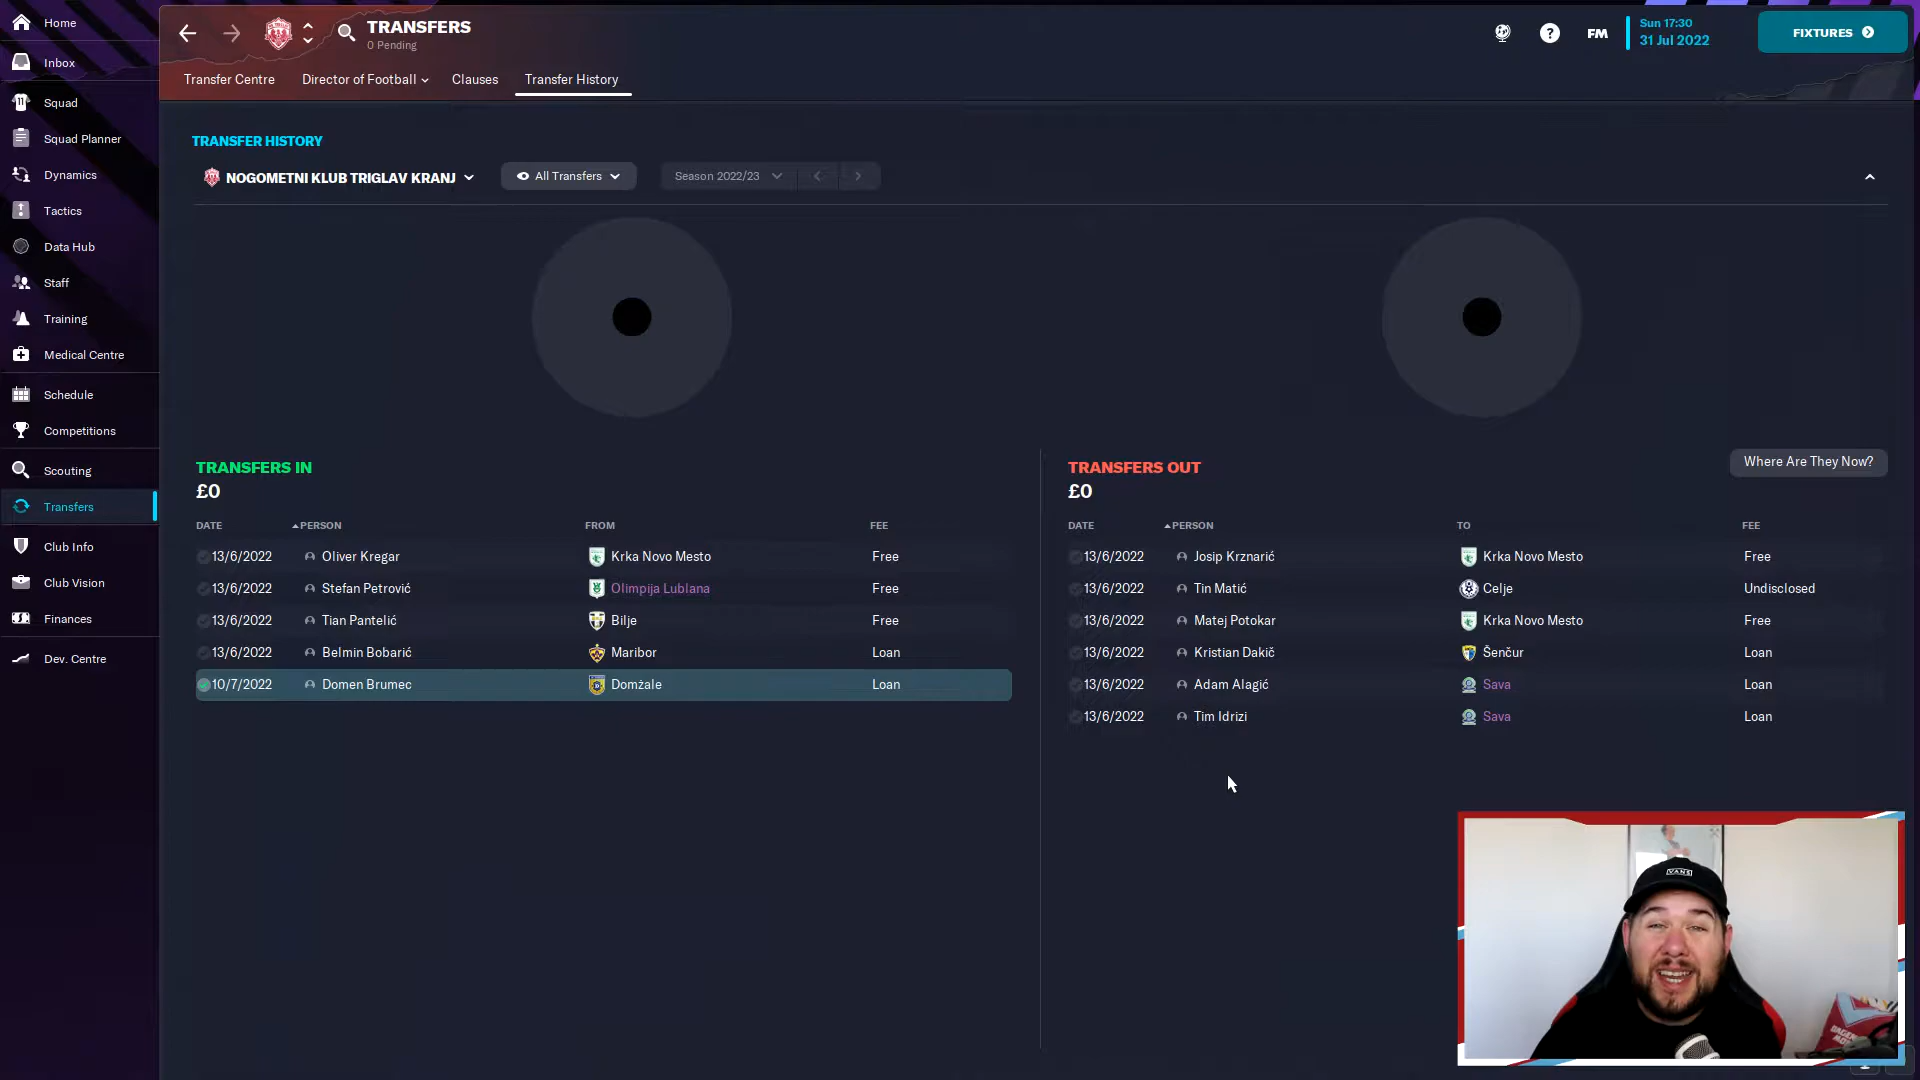 Home
Inbox
Squad
Squad Planner
Dynamics
Tactics
Data Hub
Staff
Training
Medical Centre
Schedule
Competitions
Scouting
Transfers
Club Info
Club Vision
Finances
Dev. Centre
TRANSFERS
0 Pending
FM
Sun 17:30
31 Jul 2022
FIXTURES
Transfer Centre Director of Football Clauses Transfer History
TRANSFER HISTORY
NOGOMETNI KLUB TRIGLAV KRANJ All Transfers Season 2022/23
TRANSFERS IN
£0
DATE PERSON FROM FEE
13/6/2022 Oliver Kregar Krka Novo Mesto Free
13/6/2022 Stefan Petrović Olimpija Lublana Free
13/6/2022 Tian Pantelić Bilje Free
13/6/2022 Belmin Bobarić Maribor Loan
10/7/2022 Domen Brumec Domżale Loan
TRANSFERS OUT
£0
Where Are They Now?
DATE PERSON TO FEE
13/6/2022 Josip Krznarić Krka Novo Mesto Free
13/6/2022 Tin Matić Celje Undisclosed
13/6/2022 Matej Potokar Krka Novo Mesto Free
13/6/2022 Kristian Dakič Šenčur Loan
13/6/2022 Adam Alagić Sava Loan
13/6/2022 Tim Idrizi Sava Loan
VANS